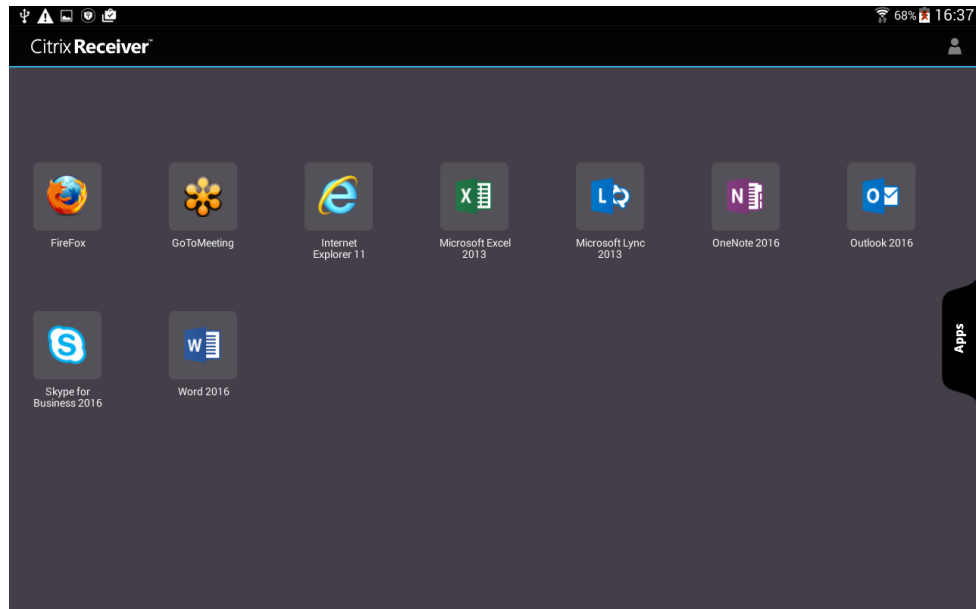 68% 16:37
Citrix Receiver™
FireFox
GoToMeeting
Internet
Explorer 11
Microsoft Excel
2013
Microsoft Lync
2013
OneNote 2016
Outlook 2016
Apps
Skype for
Business 2016
Word 2016